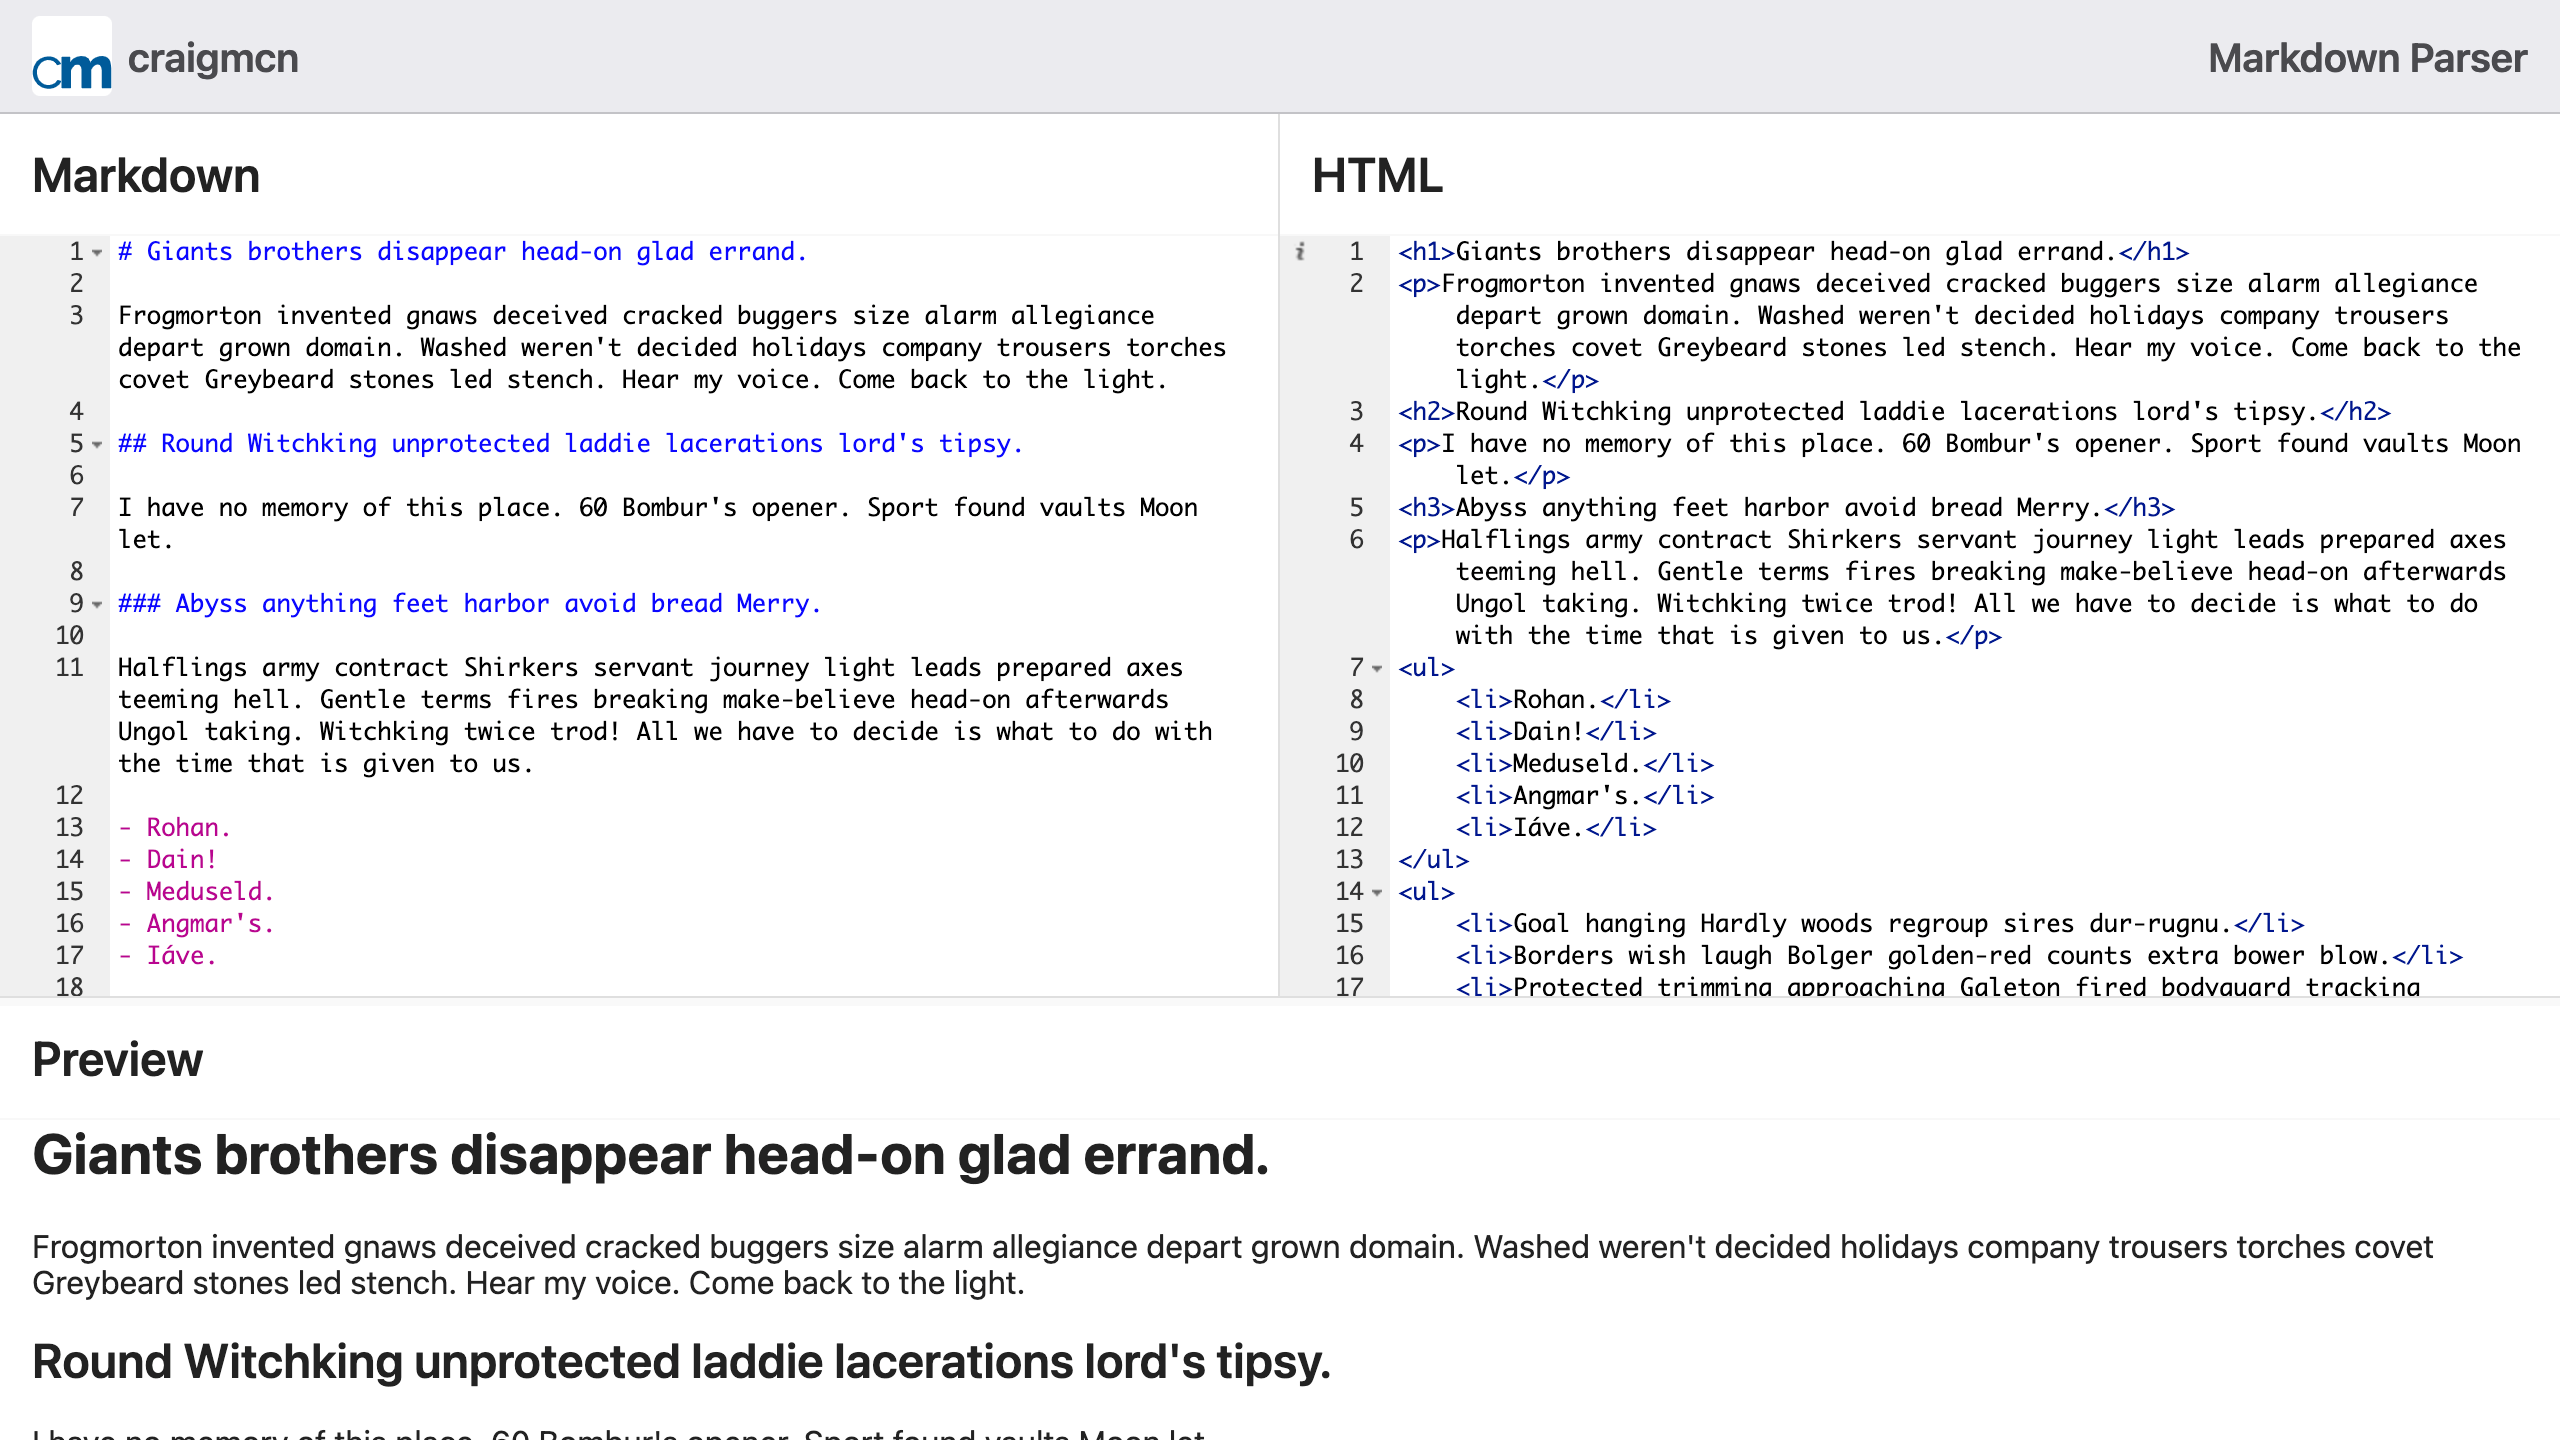 cm craigmcn
Markdown Parser
Markdown
1 # Giants brothers disappear head-on glad errand.
2
3 Frogmorton invented gnaws deceived cracked buggers size alarm allegiance
depart grown domain. Washed weren't decided holidays company trousers torches
covet Greybeard stones led stench. Hear my voice. Come back to the light.
4
5 ## Round Witchking unprotected laddie lacerations lord's tipsy.
6
7 I have no memory of this place. 60 Bombur's opener. Sport found vaults Moon
let.
8
9 ### Abyss anything feet harbor avoid bread Merry.
10
11 Halflings army contract Shirkers servant journey light leads prepared axes
teeming hell. Gentle terms fires breaking make-believe head-on afterwards
Ungol taking. Witchking twice trod! All we have to decide is what to do with
the time that is given to us.
12
13 - Rohan.
14 - Dain!
15 - Meduseld.
16 - Angmar's.
17 - Iáve.
18
HTML
i 1 <h1>Giants brothers disappear head-on glad errand.</h1>
2 <p>Frogmorton invented gnaws deceived cracked buggers size alarm allegiance
depart grown domain. Washed weren't decided holidays company trousers
torches covet Greybeard stones led stench. Hear my voice. Come back to the
light.</p>
3 <h2>Round Witchking unprotected laddie lacerations lord's tipsy.</h2>
4 <p>I have no memory of this place. 60 Bombur's opener. Sport found vaults Moon
let.</p>
5 <h3>Abyss anything feet harbor avoid bread Merry.</h3>
6 <p>Halflings army contract Shirkers servant journey light leads prepared axes
teeming hell. Gentle terms fires breaking make-believe head-on afterwards
Ungol taking. Witchking twice trod! All we have to decide is what to do
with the time that is given to us.</p>
7 <ul>
8 <li>Rohan.</li>
9 <li>Dain!</li>
10 <li>Meduseld.</li>
11 <li>Angmar's.</li>
12 <li>Iáve.</li>
13 </ul>
14 <ul>
15 <li>Goal hanging Hardly woods regroup sires dur-rugnu.</li>
16 <li>Borders wish laugh Bolger golden-red counts extra bower blow.</li>
17 <li>Protected trimming approaching Galeton fired bodyguard tracking
Preview
Giants brothers disappear head-on glad errand.
Frogmorton invented gnaws deceived cracked buggers size alarm allegiance depart grown domain. Washed weren't decided holidays company trousers torches covet
Greybeard stones led stench. Hear my voice. Come back to the light.
Round Witchking unprotected laddie lacerations lord's tipsy.
I have no memory of this place. 60 Bombur's opener. Sport found vaults Moon let.